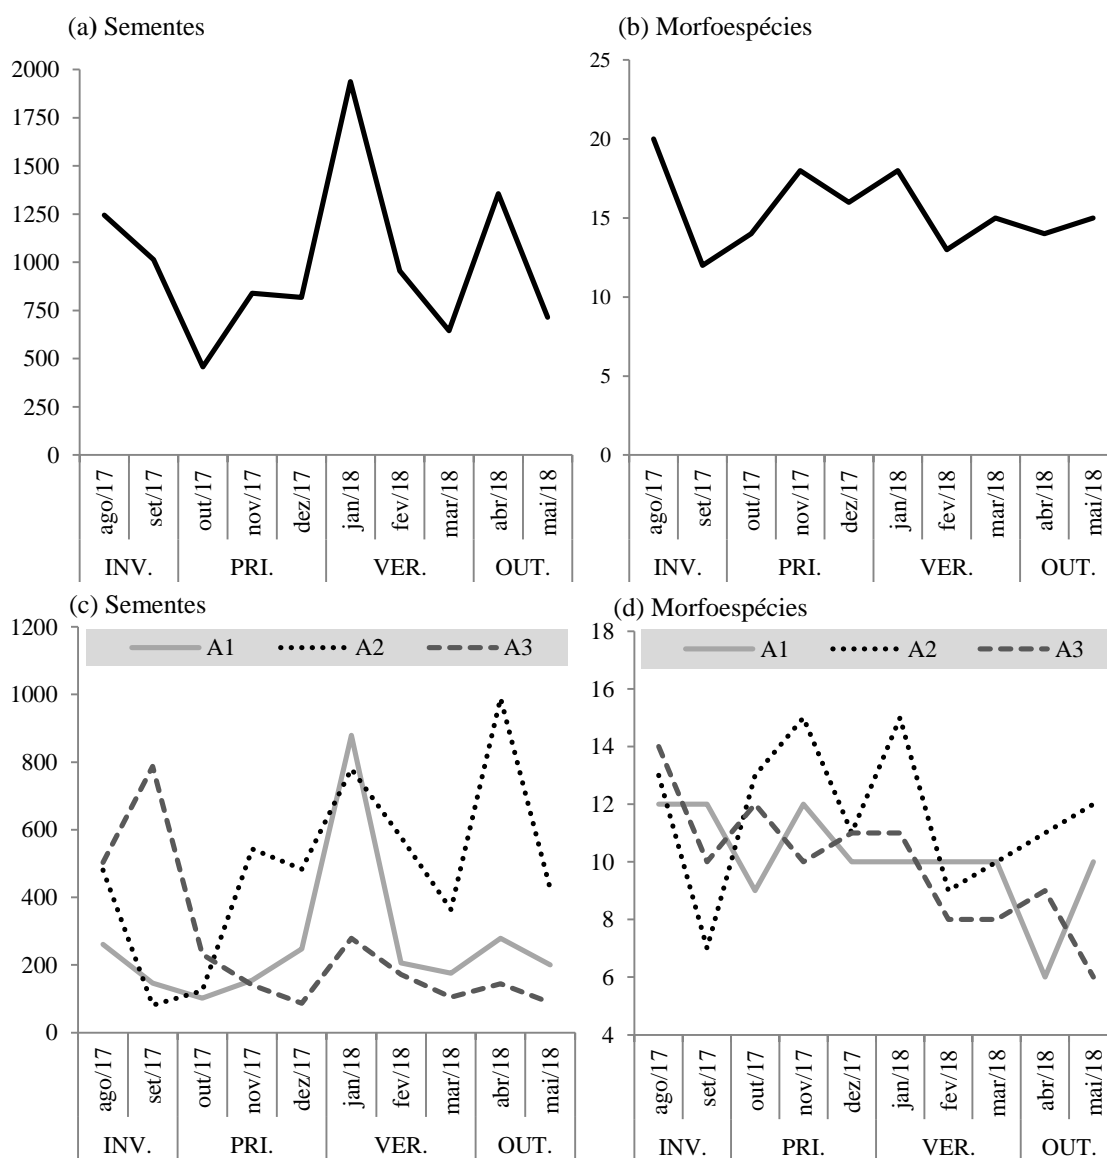 (a) Sementes
2000
1750
1500
1250
1000
750
500
250
0
ago/17
set/17
out/17
nov/17
dez/17
jan/18
fev/18
mar/18
abr/18
mai/18
INV. PRI. VER. OUT.
(b) Morfoespécies
25
20
15
10
5
0
ago/17
set/17
out/17
nov/17
dez/17
jan/18
fev/18
mar/18
abr/18
mai/18
INV. PRI. VER. OUT.
(c) Sementes
A1 A2 A3
1200
1000
800
600
400
200
0
ago/17
set/17
out/17
nov/17
dez/17
jan/18
fev/18
mar/18
abr/18
mai/18
INV. PRI. VER. OUT.
(d) Morfoespécies
A1 A2 A3
18
16
14
12
10
8
6
4
ago/17
set/17
out/17
nov/17
dez/17
jan/18
fev/18
mar/18
abr/18
mai/18
INV. PRI. VER. OUT.